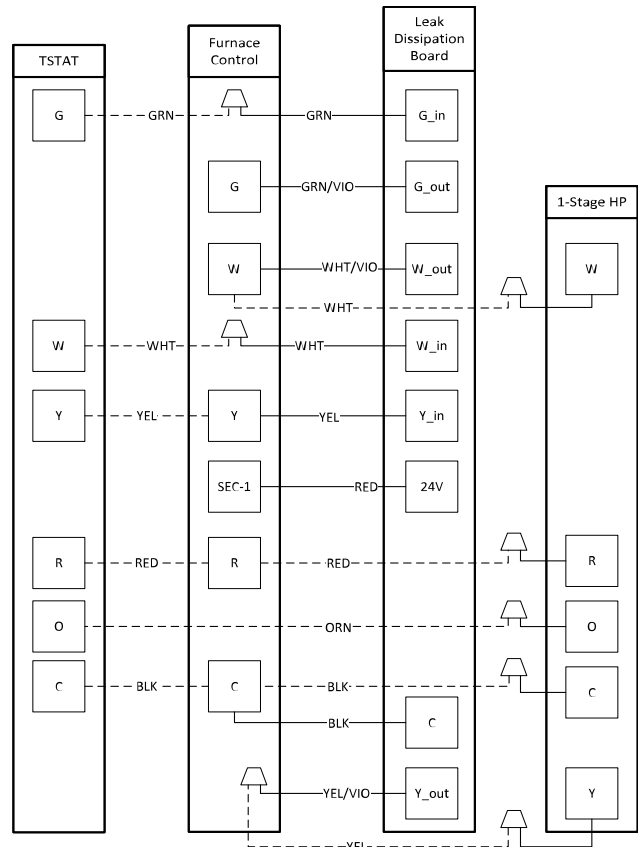 TSTAT
Furnace
Control
Leak
Dissipation
Board
1-Stage HP
G
GRN
GRN
G_in
G
GRN/VIO
G_out
W
WHT/VIO
W_out
W
WHT
W
WHT
WHT
W_in
Y
YEL
Y
YEL
Y_in
SEC-1
RED
24V
R
RED
R
RED
R
O
ORN
O
C
BLK
C
BLK
C
BLK
C
YEL/VIO
Y_out
Y
YEL